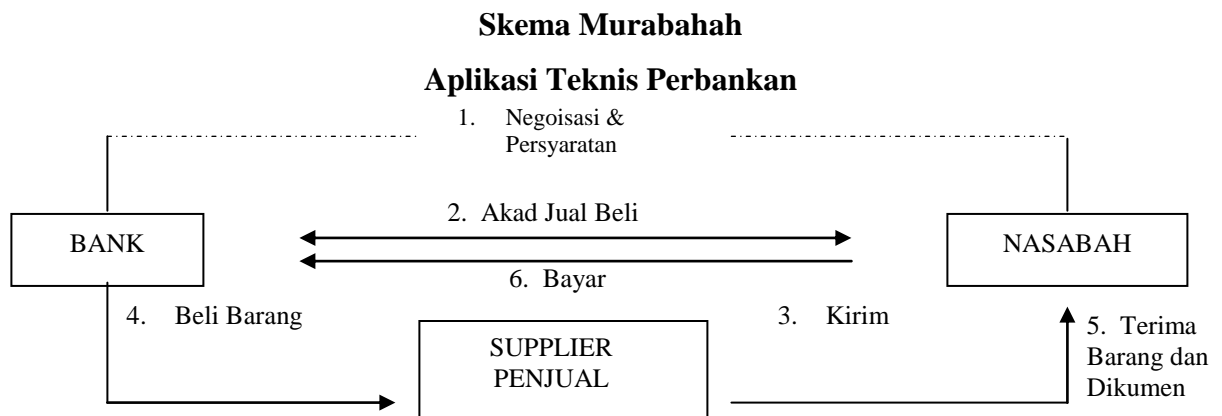 Skema Murabahah
Aplikasi Teknis Perbankan
1. Negoisasi &
Persyaratan
2. Akad Jual Beli
BANK
NASABAH
6. Bayar
4. Beli Barang
3. Kirim
5. Terima
Barang dan
Dikumen
SUPPLIER
PENJUAL